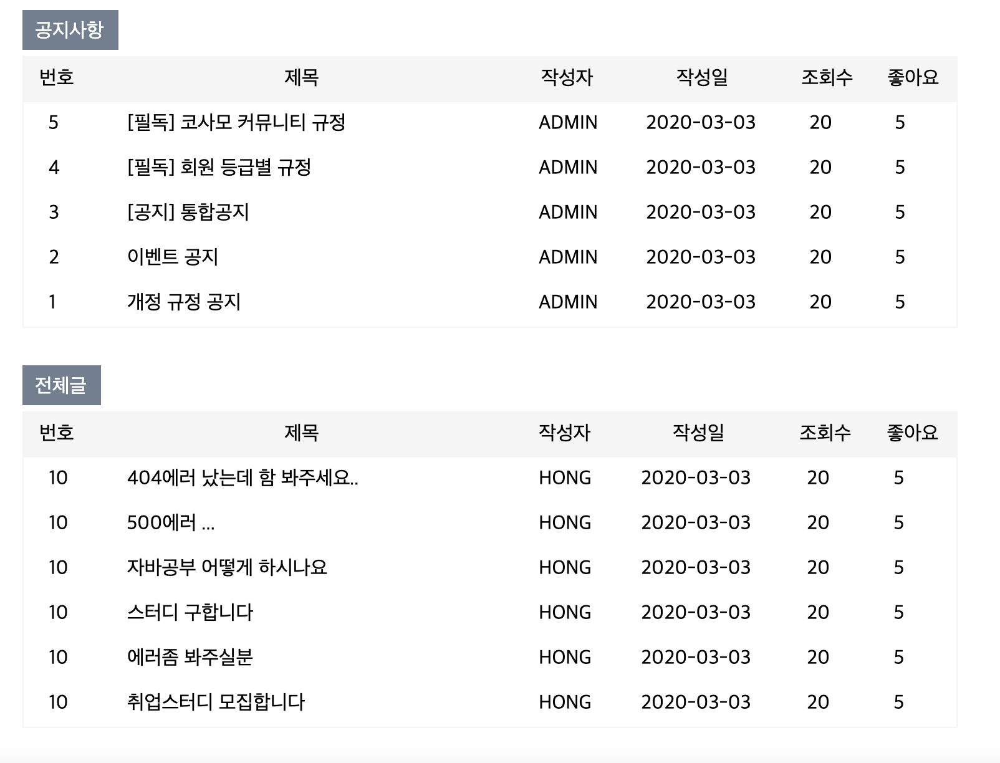 공지사항
번호 제목 작성자 작성일 조회수 좋아요
5 [필독] 코사모 커뮤니티 규정 ADMIN 2020-03-03 20 5
4 [필독] 회원 등급별 규정 ADMIN 2020-03-03 20 5
3 [공지] 통합공지 ADMIN 2020-03-03 20 5
2 이벤트 공지 ADMIN 2020-03-03 20 5
1 개정 규정 공지 ADMIN 2020-03-03 20 5
전체글
번호 제목 작성자 작성일 조회수 좋아요
10 404에러 났는데 함 봐주세요.. HONG 2020-03-03 20 5
10 500에러 ... HONG 2020-03-03 20 5
10 자바공부 어떻게 하시나요 HONG 2020-03-03 20 5
10 스터디 구합니다 HONG 2020-03-03 20 5
10 에러좀 봐주실분 HONG 2020-03-03 20 5
10 취업스터디 모집합니다 HONG 2020-03-03 20 5